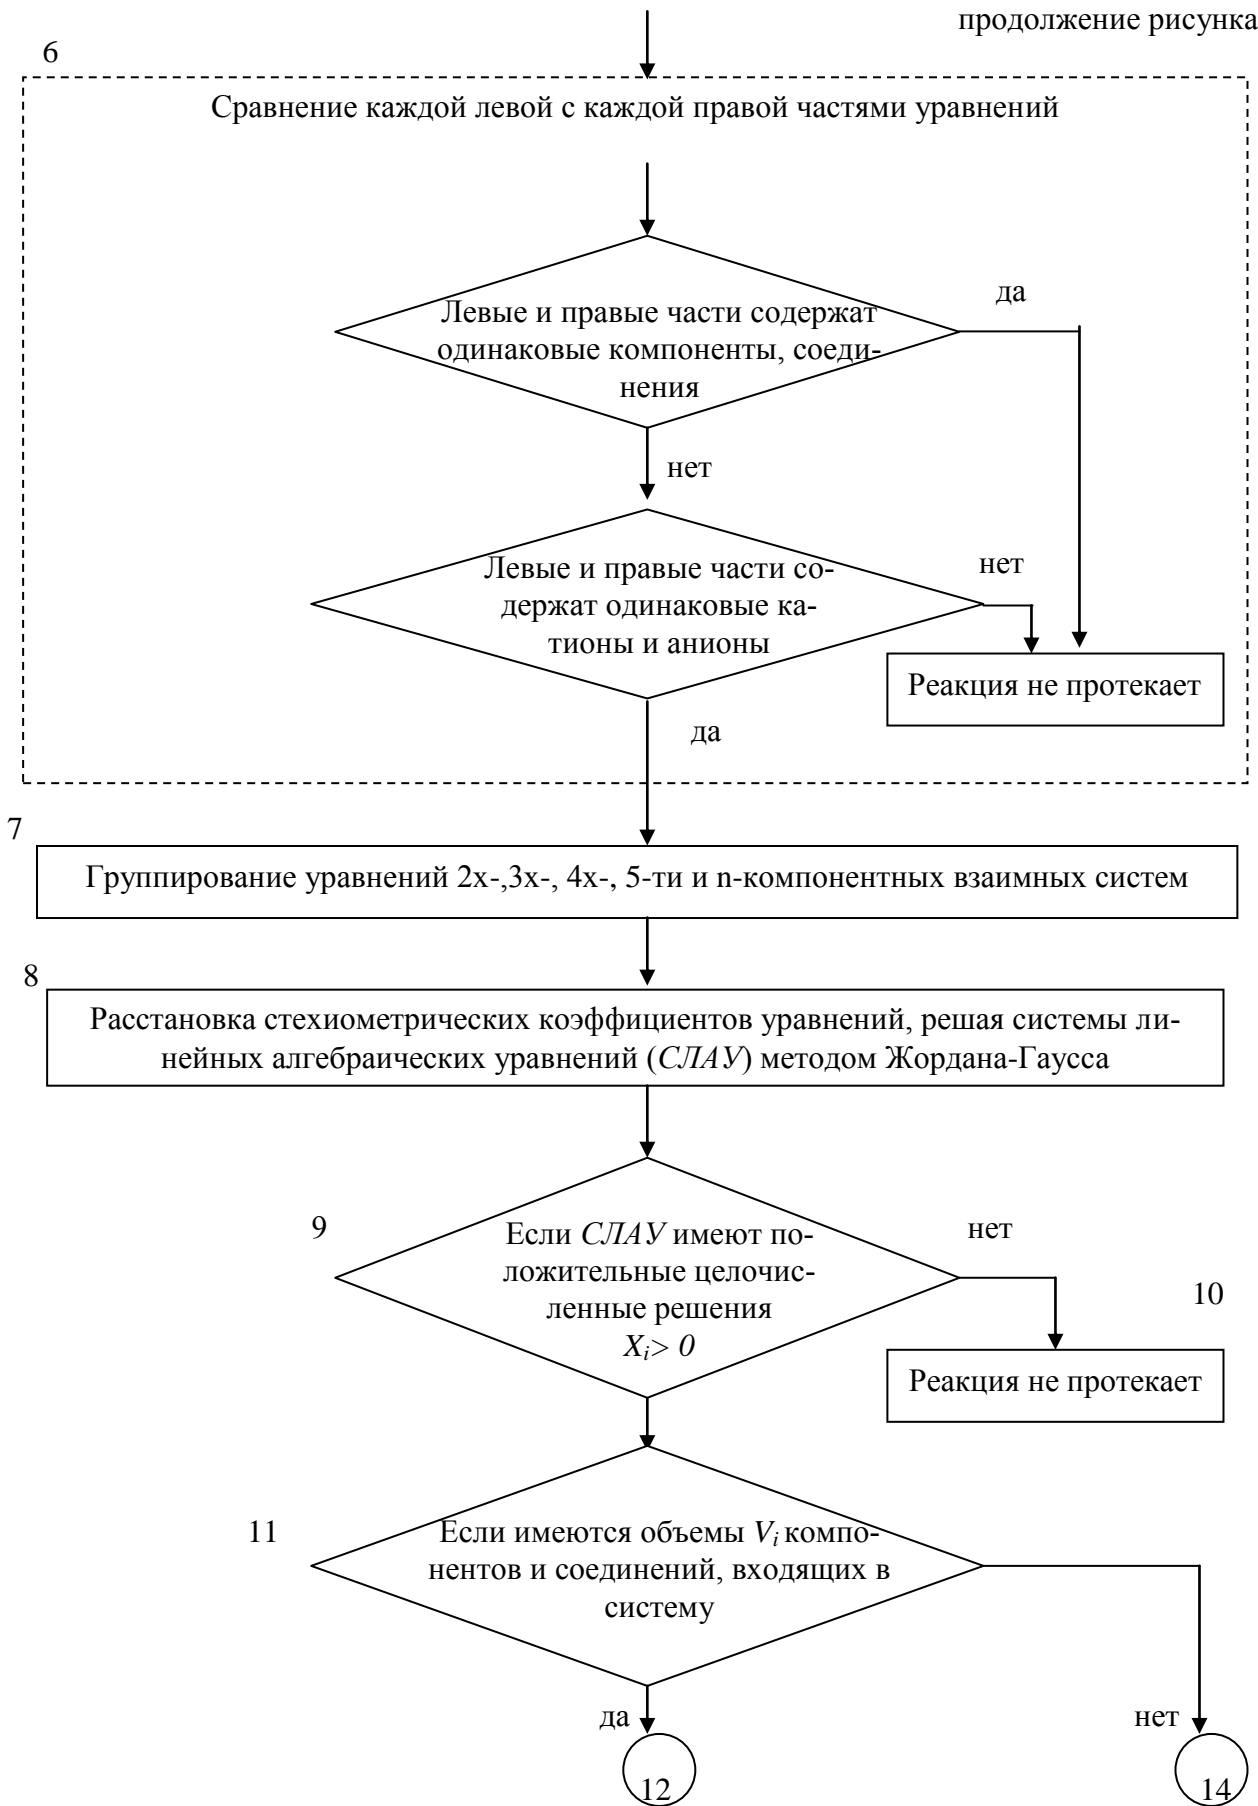 продолжение рисунка
6
Сравнение каждой левой с каждой правой частями уравнений
да
Левые и правые части содержат
одинаковые компоненты, соеди-
нения
нет
Левые и правые части со-
держат одинаковые ка-
тионы и анионы
нет
Реакция не протекает
да
7
Группирование уравнений 2х-,3х-, 4х-, 5-ти и n-компонентных взаимных систем
8
Расстановка стехиометрических коэффициентов уравнений, решая системы ли-
нейных алгебраических уравнений (СЛАУ) методом Жордана-Гаусса
9
Если СЛАУ имеют по-
ложительные целочис-
ленные решения
Xi> 0
нет
10
Реакция не протекает
11
Если имеются объемы Vi компо-
нентов и соединений, входящих в
систему
да
нет
12
14